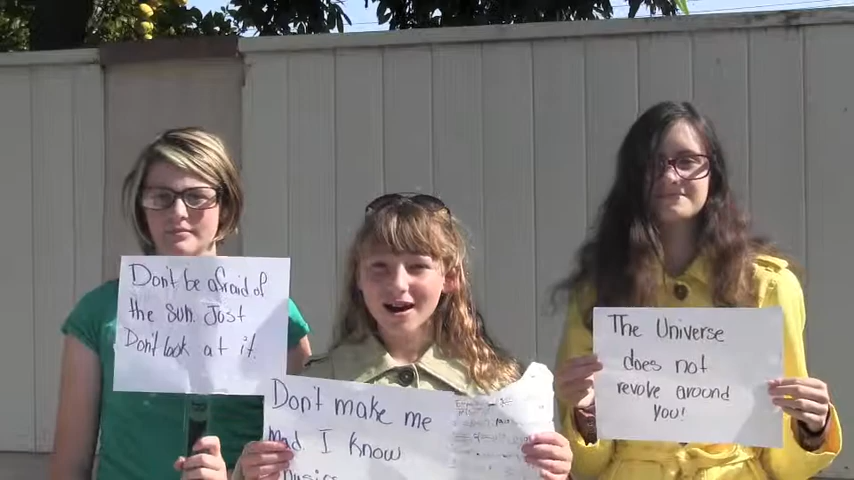 Don't be afraid of
the sun. Just
Don't look at it.
Don't make me
mad I know
The Universe
does not
revolve around
you!